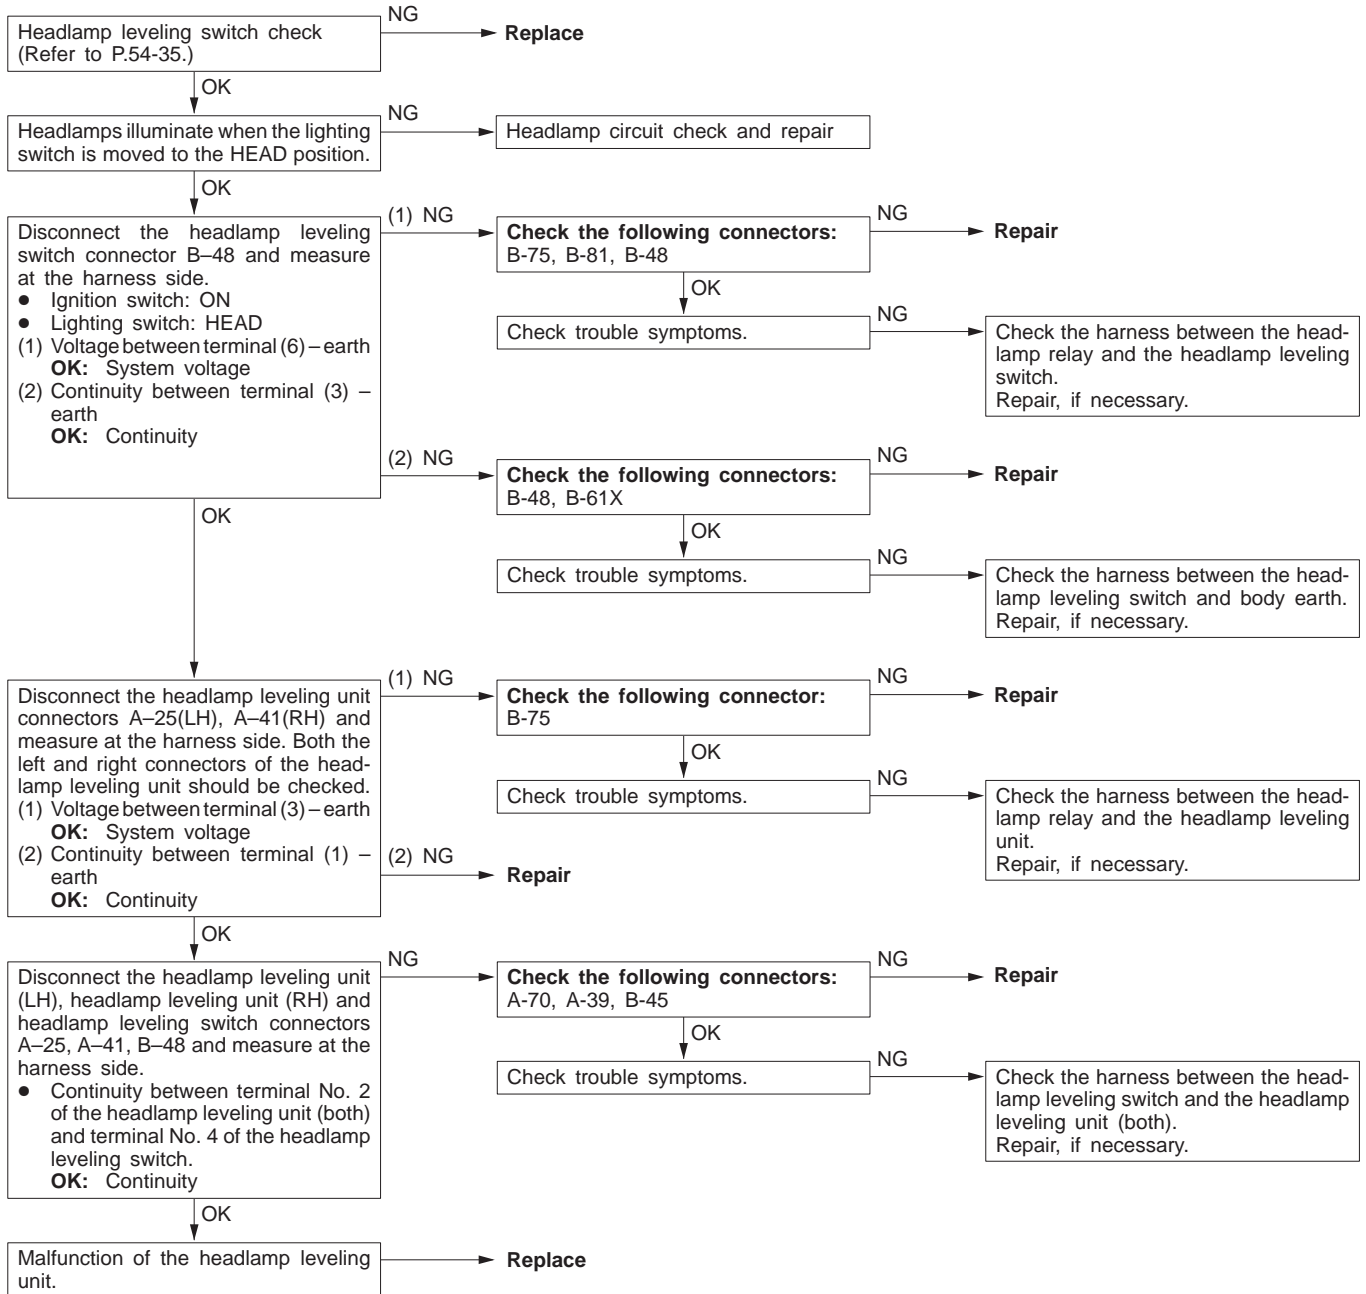 Headlamp leveling switch check
(Refer to P.54-35.)
NG
Replace
OK
Headlamps illuminate when the lighting
switch is moved to the HEAD position.
NG
Headlamp circuit check and repair
OK
Disconnect the headlamp leveling
switch connector B–48 and measure
at the harness side.
● Ignition switch: ON
● Lighting switch: HEAD
(1) Voltage between terminal (6) – earth
OK: System voltage
(2) Continuity between terminal (3) –
earth
OK: Continuity
(1) NG
Check the following connectors:
B-75, B-81, B-48
NG
Repair
OK
Check trouble symptoms.
NG
Check the harness between the head-
lamp relay and the headlamp leveling
switch.
Repair, if necessary.
(2) NG
Check the following connectors:
B-48, B-61X
NG
Repair
OK
Check trouble symptoms.
NG
Check the harness between the head-
lamp leveling switch and body earth.
Repair, if necessary.
OK
Disconnect the headlamp leveling unit
connectors A–25(LH), A–41(RH) and
measure at the harness side. Both the
left and right connectors of the head-
lamp leveling unit should be checked.
(1) Voltage between terminal (3) – earth
OK: System voltage
(2) Continuity between terminal (1) –
earth
OK: Continuity
(1) NG
Check the following connector:
B-75
NG
Repair
OK
Check trouble symptoms.
NG
Check the harness between the head-
lamp relay and the headlamp leveling
unit.
Repair, if necessary.
(2) NG
Repair
OK
Disconnect the headlamp leveling unit
(LH), headlamp leveling unit (RH) and
headlamp leveling switch connectors
A–25, A–41, B–48 and measure at the
harness side.
● Continuity between terminal No. 2
of the headlamp leveling unit (both)
and terminal No. 4 of the headlamp
leveling switch.
OK: Continuity
NG
Check the following connectors:
A-70, A-39, B-45
NG
Repair
OK
Check trouble symptoms.
NG
Check the harness between the head-
lamp leveling switch and the headlamp
leveling unit (both).
Repair, if necessary.
OK
Malfunction of the headlamp leveling
unit.
Replace